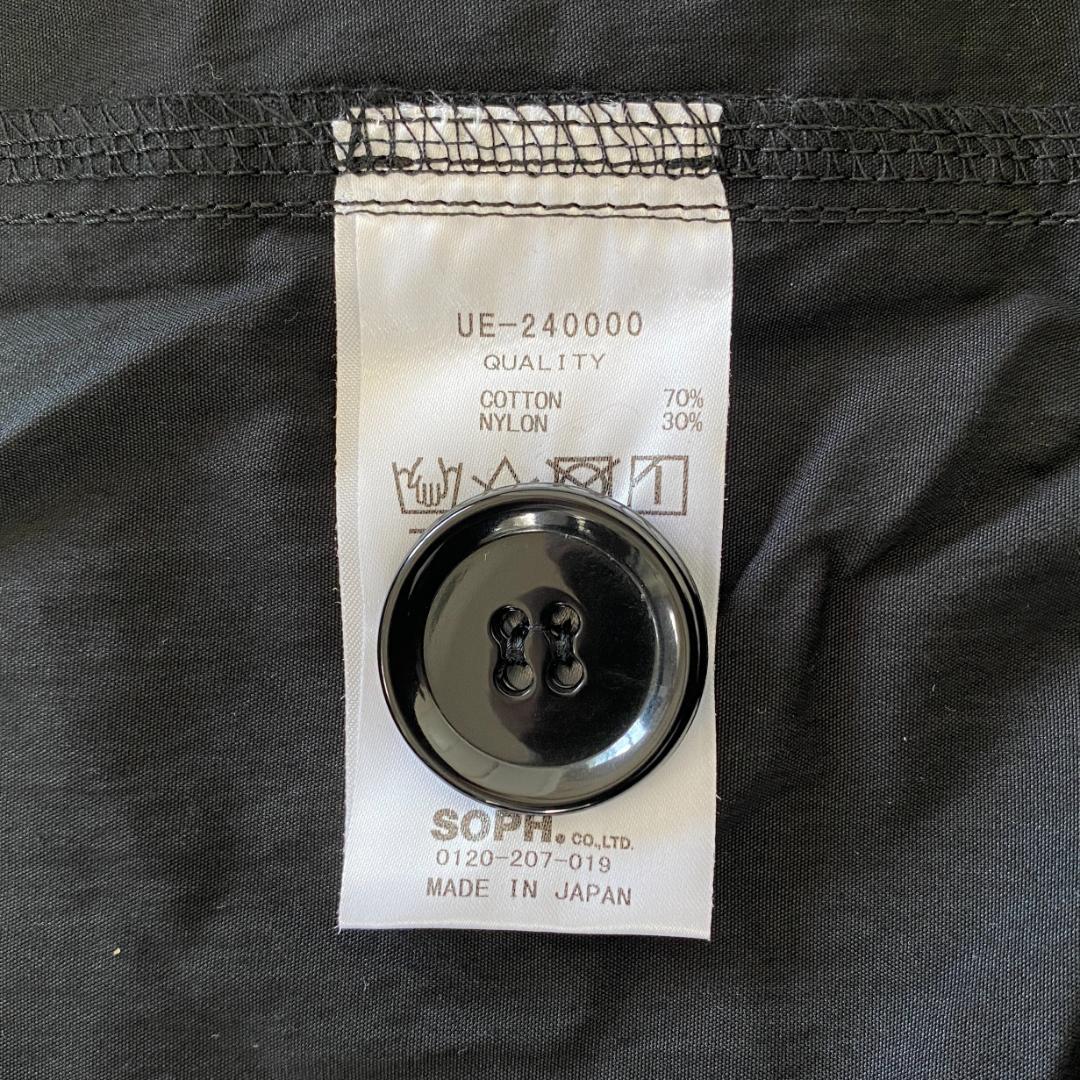 UE-240000
QUALITY
COTTON 70%
NYLON 30%
SOPH. CO.,LTD.
0120-207-019
MADE IN JAPAN